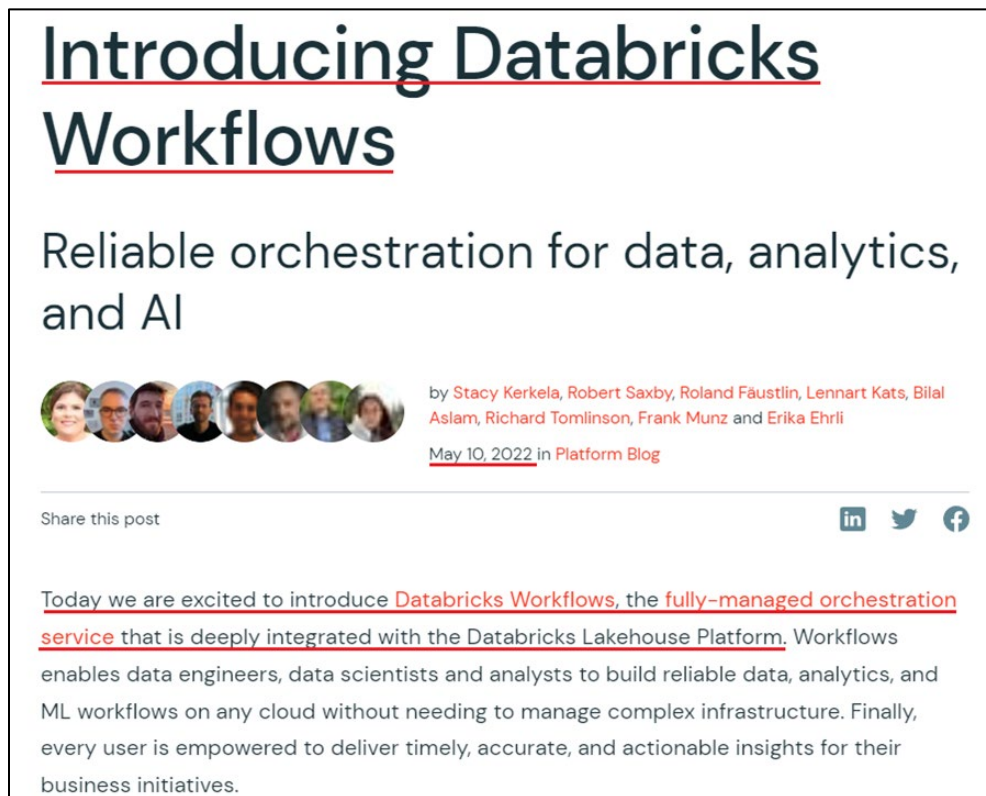 Introducing Databricks
Workflows
Reliable orchestration for data, analytics,
and AI
by Stacy Kerkela, Robert Saxby, Roland Fäustlin, Lennart Kats, Bilal
Aslam, Richard Tomlinson, Frank Munz and Erika Ehrli
May 10, 2022 in Platform Blog
Share this post
Today we are excited to introduce Databricks Workflows, the fully-managed orchestration
service that is deeply integrated with the Databricks Lakehouse Platform. Workflows
enables data engineers, data scientists and analysts to build reliable data, analytics, and
ML workflows on any cloud without needing to manage complex infrastructure. Finally,
every user is empowered to deliver timely, accurate, and actionable insights for their
business initiatives.